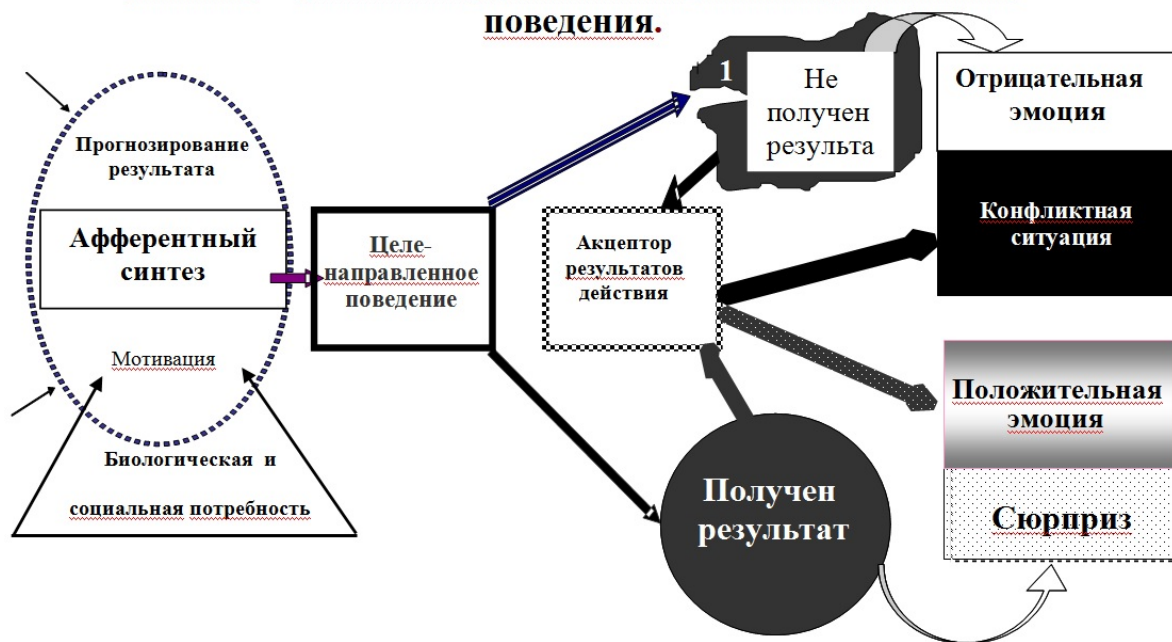 поведения.
1
Не
получен
результа
Отрицательная
эмоция
Прогнозирование
результата
Афферентный
синтез
Целе-
направленное
поведение
Акцептор
результатов
действия
Конфликтная
ситуация
Мотивация
Положительная
эмоция
Биологическая и
социальная потребность
Получен
результат
Сюрприз